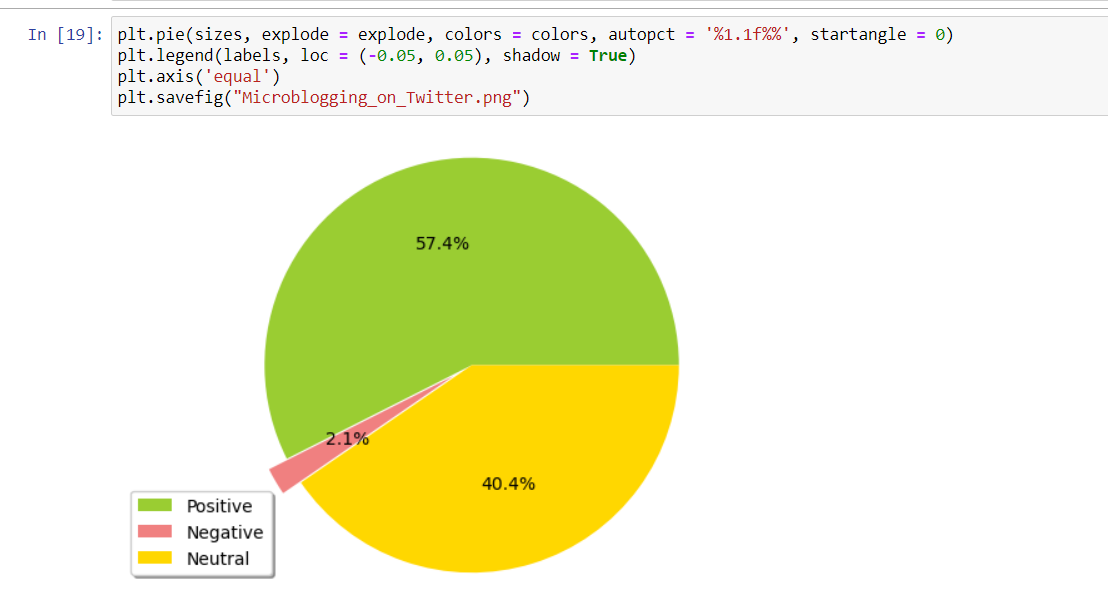 In [19]: plt.pie(sizes, explode = explode, colors = colors, autopct = '%1.1f%%', startangle = 0)
plt.legend(labels, loc = (-0.05, 0.05), shadow = True)
plt.axis('equal')
plt.savefig("Microblogging_on_Twitter.png")
57.4%
2.1%
40.4%
Positive
Negative
Neutral